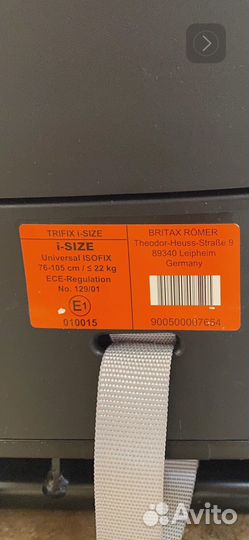 TRIFIX i-SIZE
i-SIZE
Universal ISOFIX
76-105 cm / ≤ 22 kg
ECE-Regulation
No. 129/01
E1
010015
BRITAX RÖMER
Theodor-Heuss-Straße 9
89340 Leipheim
Germany
900500007654
Avito